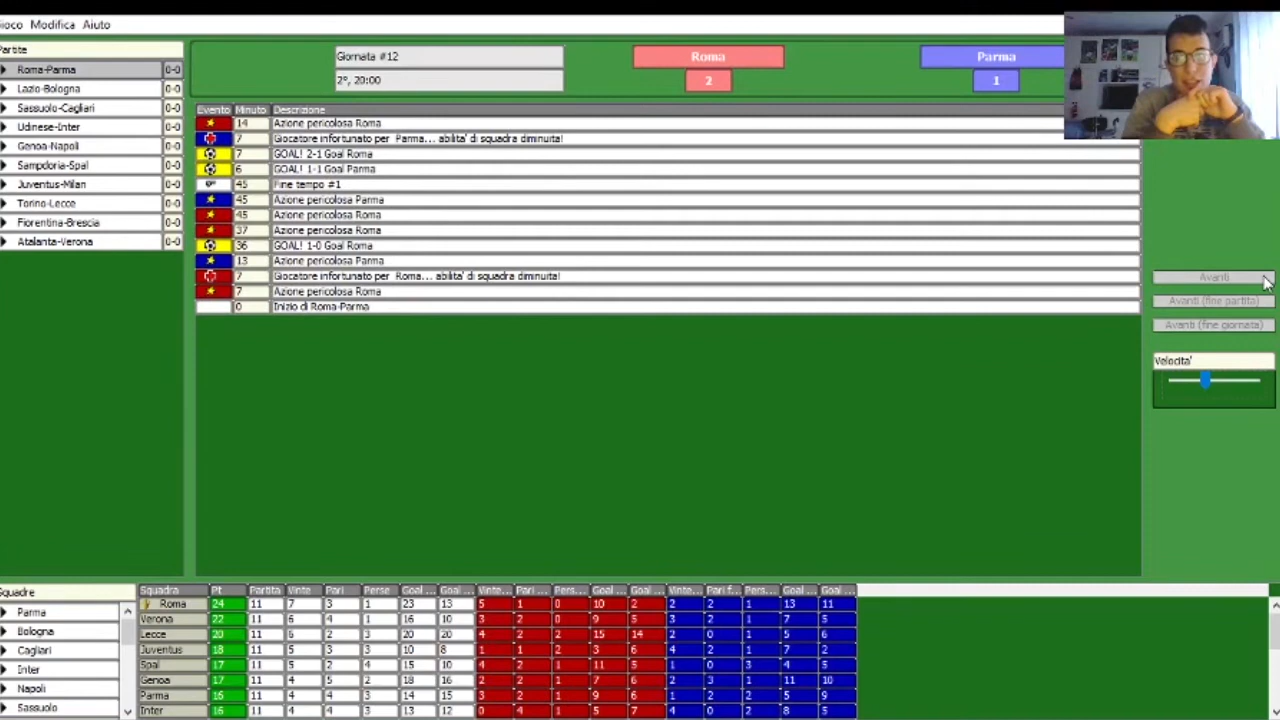 ioco Modifica Aiuto
Partite
Roma-Parma 0-0
Lazio-Bologna 0-0
Sassuolo-Cagliari 0-0
Udinese-Inter 0-0
Genoa-Napoli 0-0
Sampdoria-Spal 0-0
Juventus-Milan 0-0
Torino-Lecce 0-0
Fiorentina-Brescia 0-0
Atalanta-Verona 0-0
Giornata #12
2°, 20:00
Roma
2
Parma
1
Evento Minuto Descrizione
14 Azione pericolosa Roma
7 Giocatore infortunato per Parma... abilita' di squadra diminuita!
7 GOAL! 2-1 Goal Roma
6 GOAL! 1-1 Goal Parma
45 Fine tempo #1
45 Azione pericolosa Parma
45 Azione pericolosa Roma
37 Azione pericolosa Roma
36 GOAL! 1-0 Goal Roma
13 Azione pericolosa Parma
7 Giocatore infortunato per Roma... abilita' di squadra diminuita!
7 Azione pericolosa Roma
0 Inizio di Roma-Parma
Avanti
Avanti (fine partita)
Avanti (fine giornata)
Velocita'
Squadre
Parma
Bologna
Cagliari
Inter
Napoli
Sassuolo
Squadra Pt Partite Vinte Pari Perse Goal ... Goal ... Vinte... Pari ... Pers... Goal ... Goal ... Vinte... Pari f... Pers... Goal ... Goal ...
Roma 24 11 7 3 1 23 13 5 1 0 10 2 2 2 1 13 11
Verona 22 11 6 4 1 16 10 3 2 0 9 5 3 2 1 7 5
Lecce 20 11 6 2 3 20 20 4 2 2 15 14 2 0 1 5 6
Juventus 18 11 5 3 3 10 8 1 1 2 3 6 4 2 1 7 2
Spal 17 11 5 2 4 15 10 4 2 1 11 5 1 0 3 4 5
Genoa 17 11 4 5 2 18 16 2 2 1 7 6 2 3 1 11 10
Parma 16 11 4 4 3 14 15 3 2 1 9 6 1 2 2 5 9
Inter 16 11 4 4 3 13 12 0 4 1 5 7 4 0 2 8 5